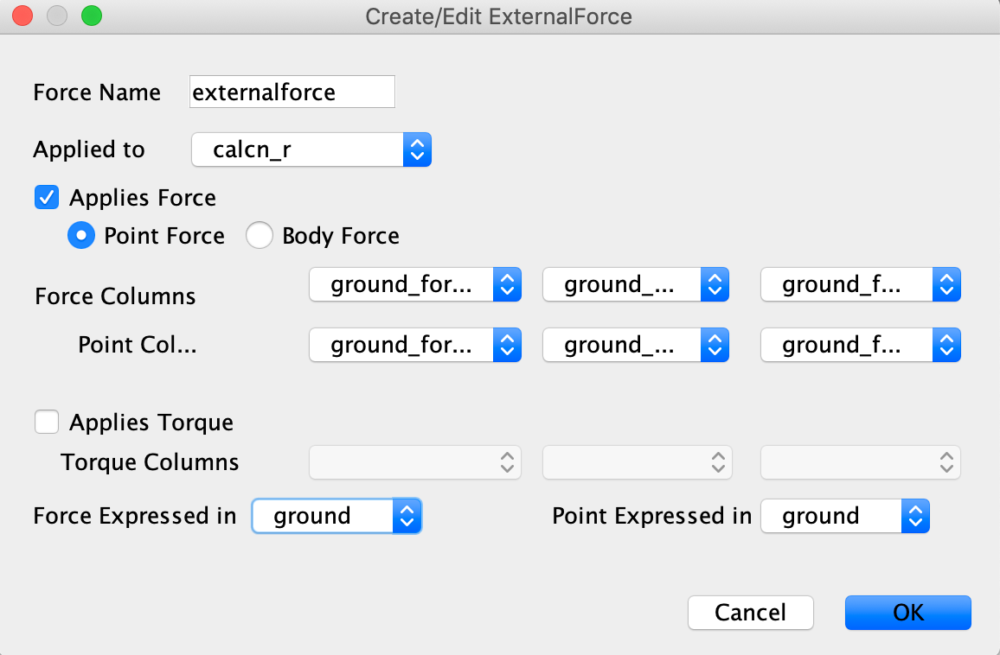 Create/Edit ExternalForce
Force Name externalforce
Applied to calcn_r
Applies Force
Point Force Body Force
Force Columns ground_for... ground_... ground_f...
Point Col... ground_for... ground_... ground_f...
Applies Torque
Torque Columns
Force Expressed in ground Point Expressed in ground
Cancel OK